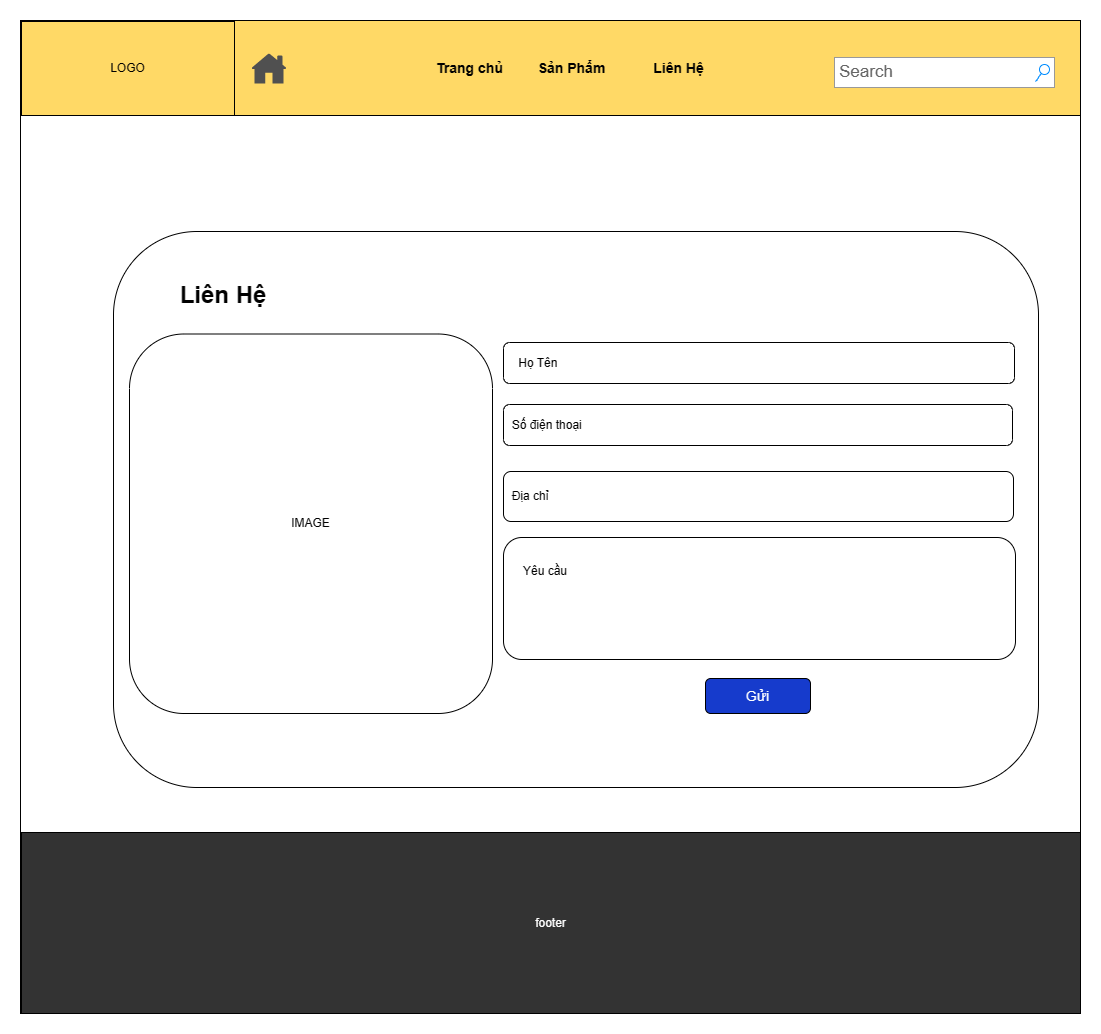 LOGO
Trang chủ
Sản Phẩm
Liên Hệ
Search
Liên Hệ
IMAGE
Họ Tên
Số điện thoại
Địa chỉ
Yêu cầu
Gửi
footer